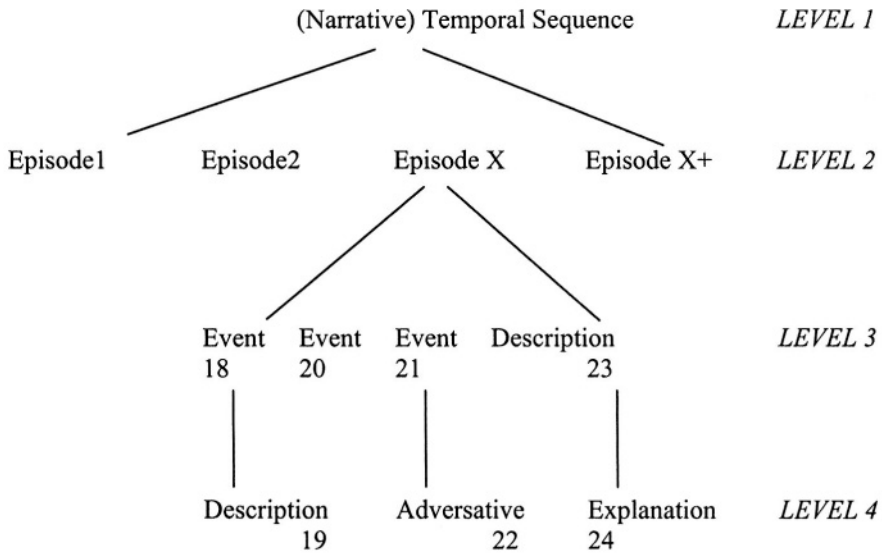 (Narrative) Temporal Sequence LEVEL 1
Episode1 Episode2 Episode X Episode X+ LEVEL 2
Event Event Event Description LEVEL 3
18 20 21 23
Description Adversative Explanation LEVEL 4
19 22 24